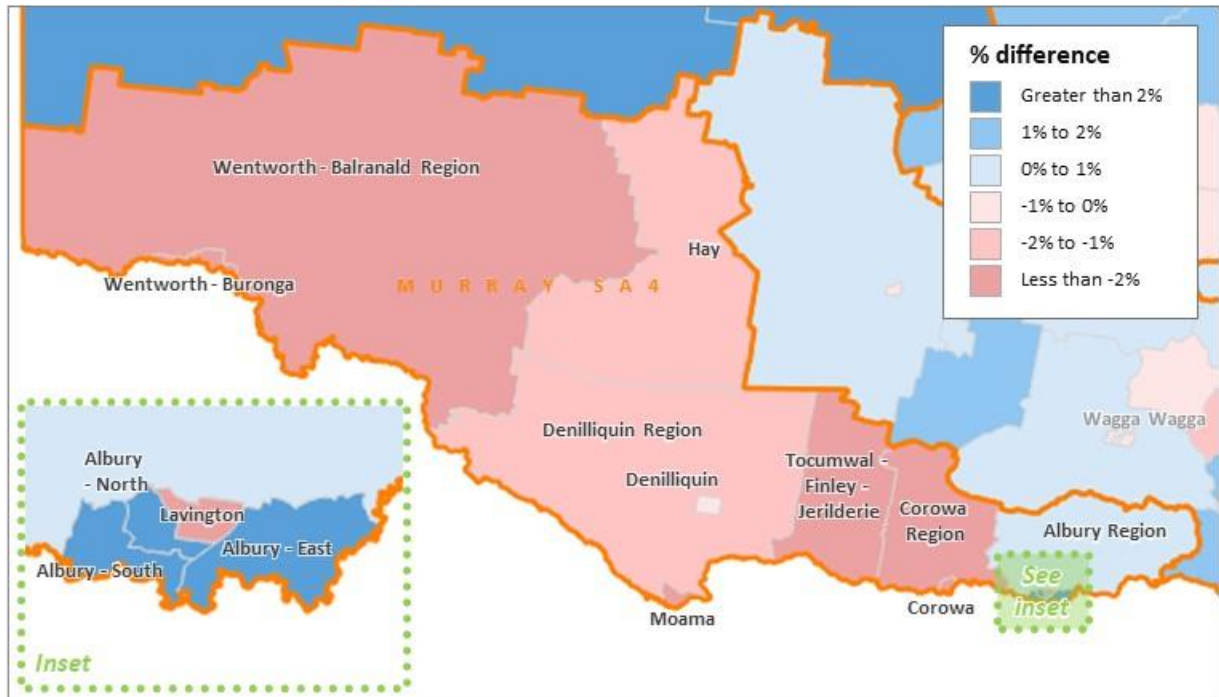 % difference
Greater than 2%
1% to 2%
0% to 1%
-1% to 0%
-2% to -1%
Less than -2%
Wentworth - Balranald Region
Hay
Wentworth - Buronga
MURRAY SA4
Denilliquin Region
Denilliquin
Tocumwal -
Finley -
Jerilderie
Corowa
Region
Albury Region
Wagga Wagga
See
inset
Corowa
Moama
Albury
- North
Lavington
Albury - East
Albury - South
Inset